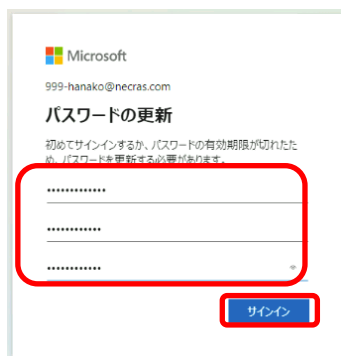 Microsoft
999-hanako@necras.com
パスワードの更新
初めてサインインするか、パスワードの有効期限が切れたた
め、パスワードを更新する必要があります。
•••••••••••••
••••••••••••
••••••••••••
サインイン